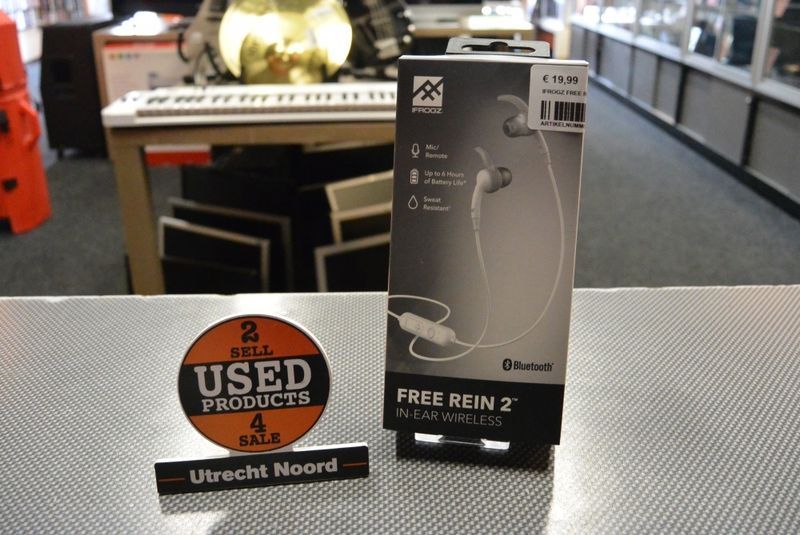 IFROGZ
€ 19,99
IFROGZ FREE
ARTIKELNUMM
Mic/
Remote
Up to 6 Hours
of Battery Life*
Sweat
Resistant*
Bluetooth®
FREE REIN 2™
IN-EAR WIRELESS
2
SELL
USED
PRODUCTS
4
SALE
Utrecht Noord